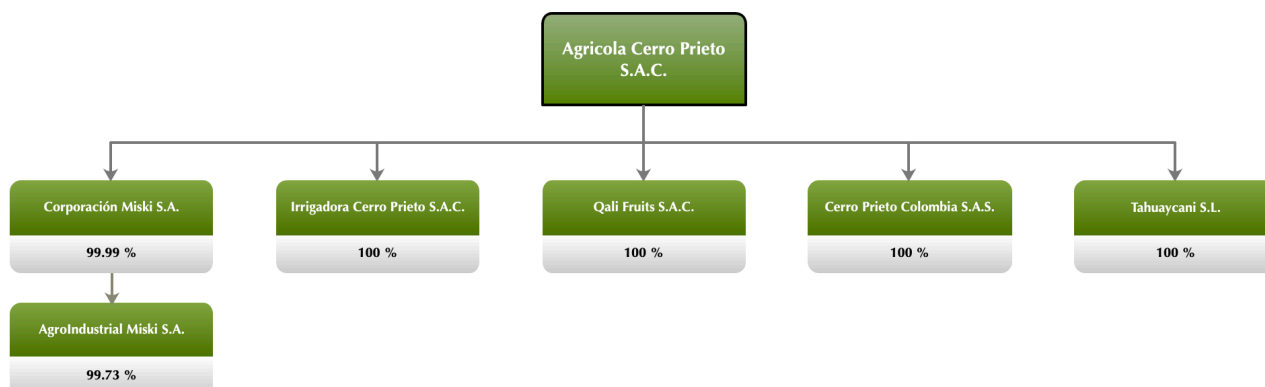 Agricola Cerro Prieto
S.A.C.
Corporación Miski S.A.
99.99 %
Irrigadora Cerro Prieto S.A.C.
100 %
Qali Fruits S.A.C.
100 %
Cerro Prieto Colombia S.A.S.
100 %
Tahuaycani S.L.
100 %
AgroIndustrial Miski S.A.
99.73 %